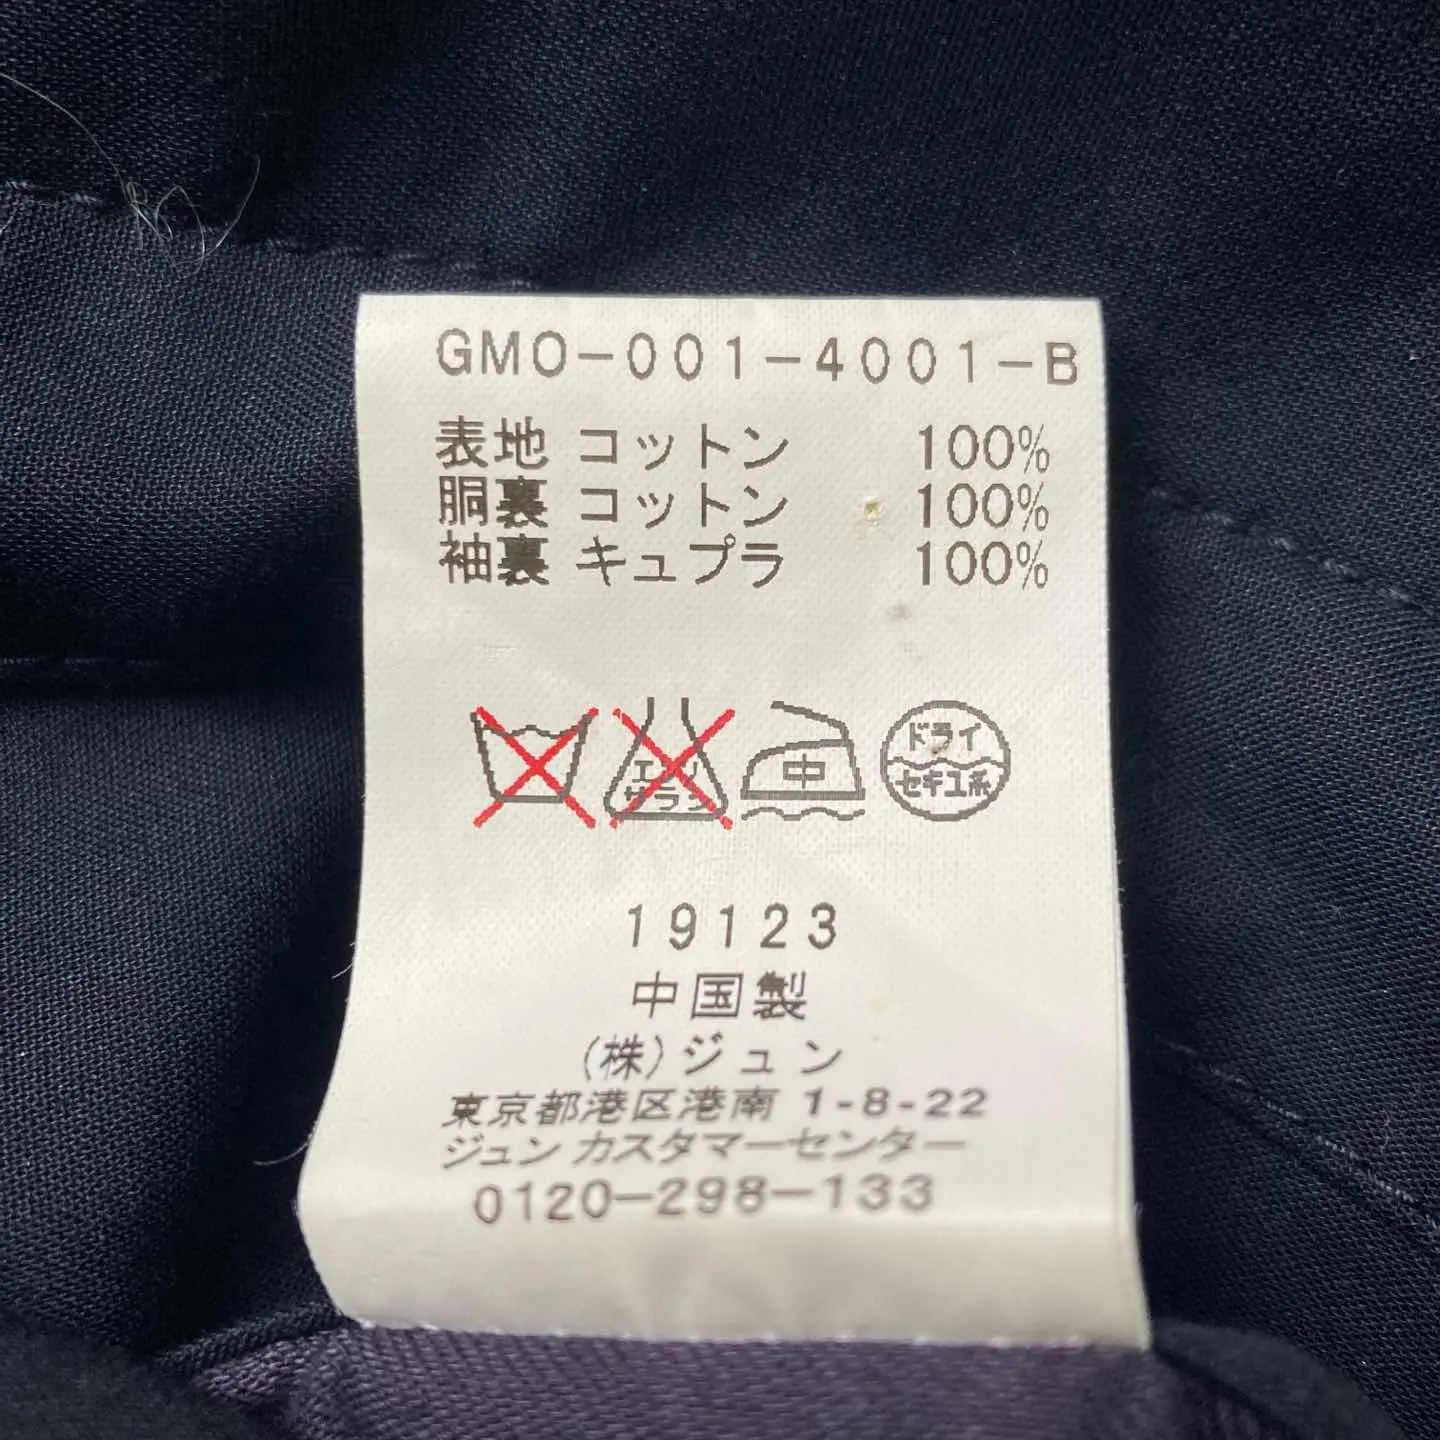 GMO-001-4001-B
表地 コットン 100%
胴裏 コットン 100%
袖裏 キュプラ 100%
エンソ サラシ 中 ドライ
セキユ系
19123
中国製
(株)ジュン
東京都港区港南 1-8-22
ジュン カスタマーセンター
0120-298-133